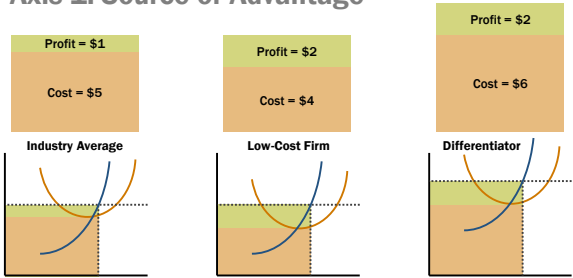 Axis 1: Source of Advantage
Profit = $1
Cost = $5
Industry Average
Profit = $2
Cost = $4
Low-Cost Firm
Profit = $2
Cost = $6
Differentiator